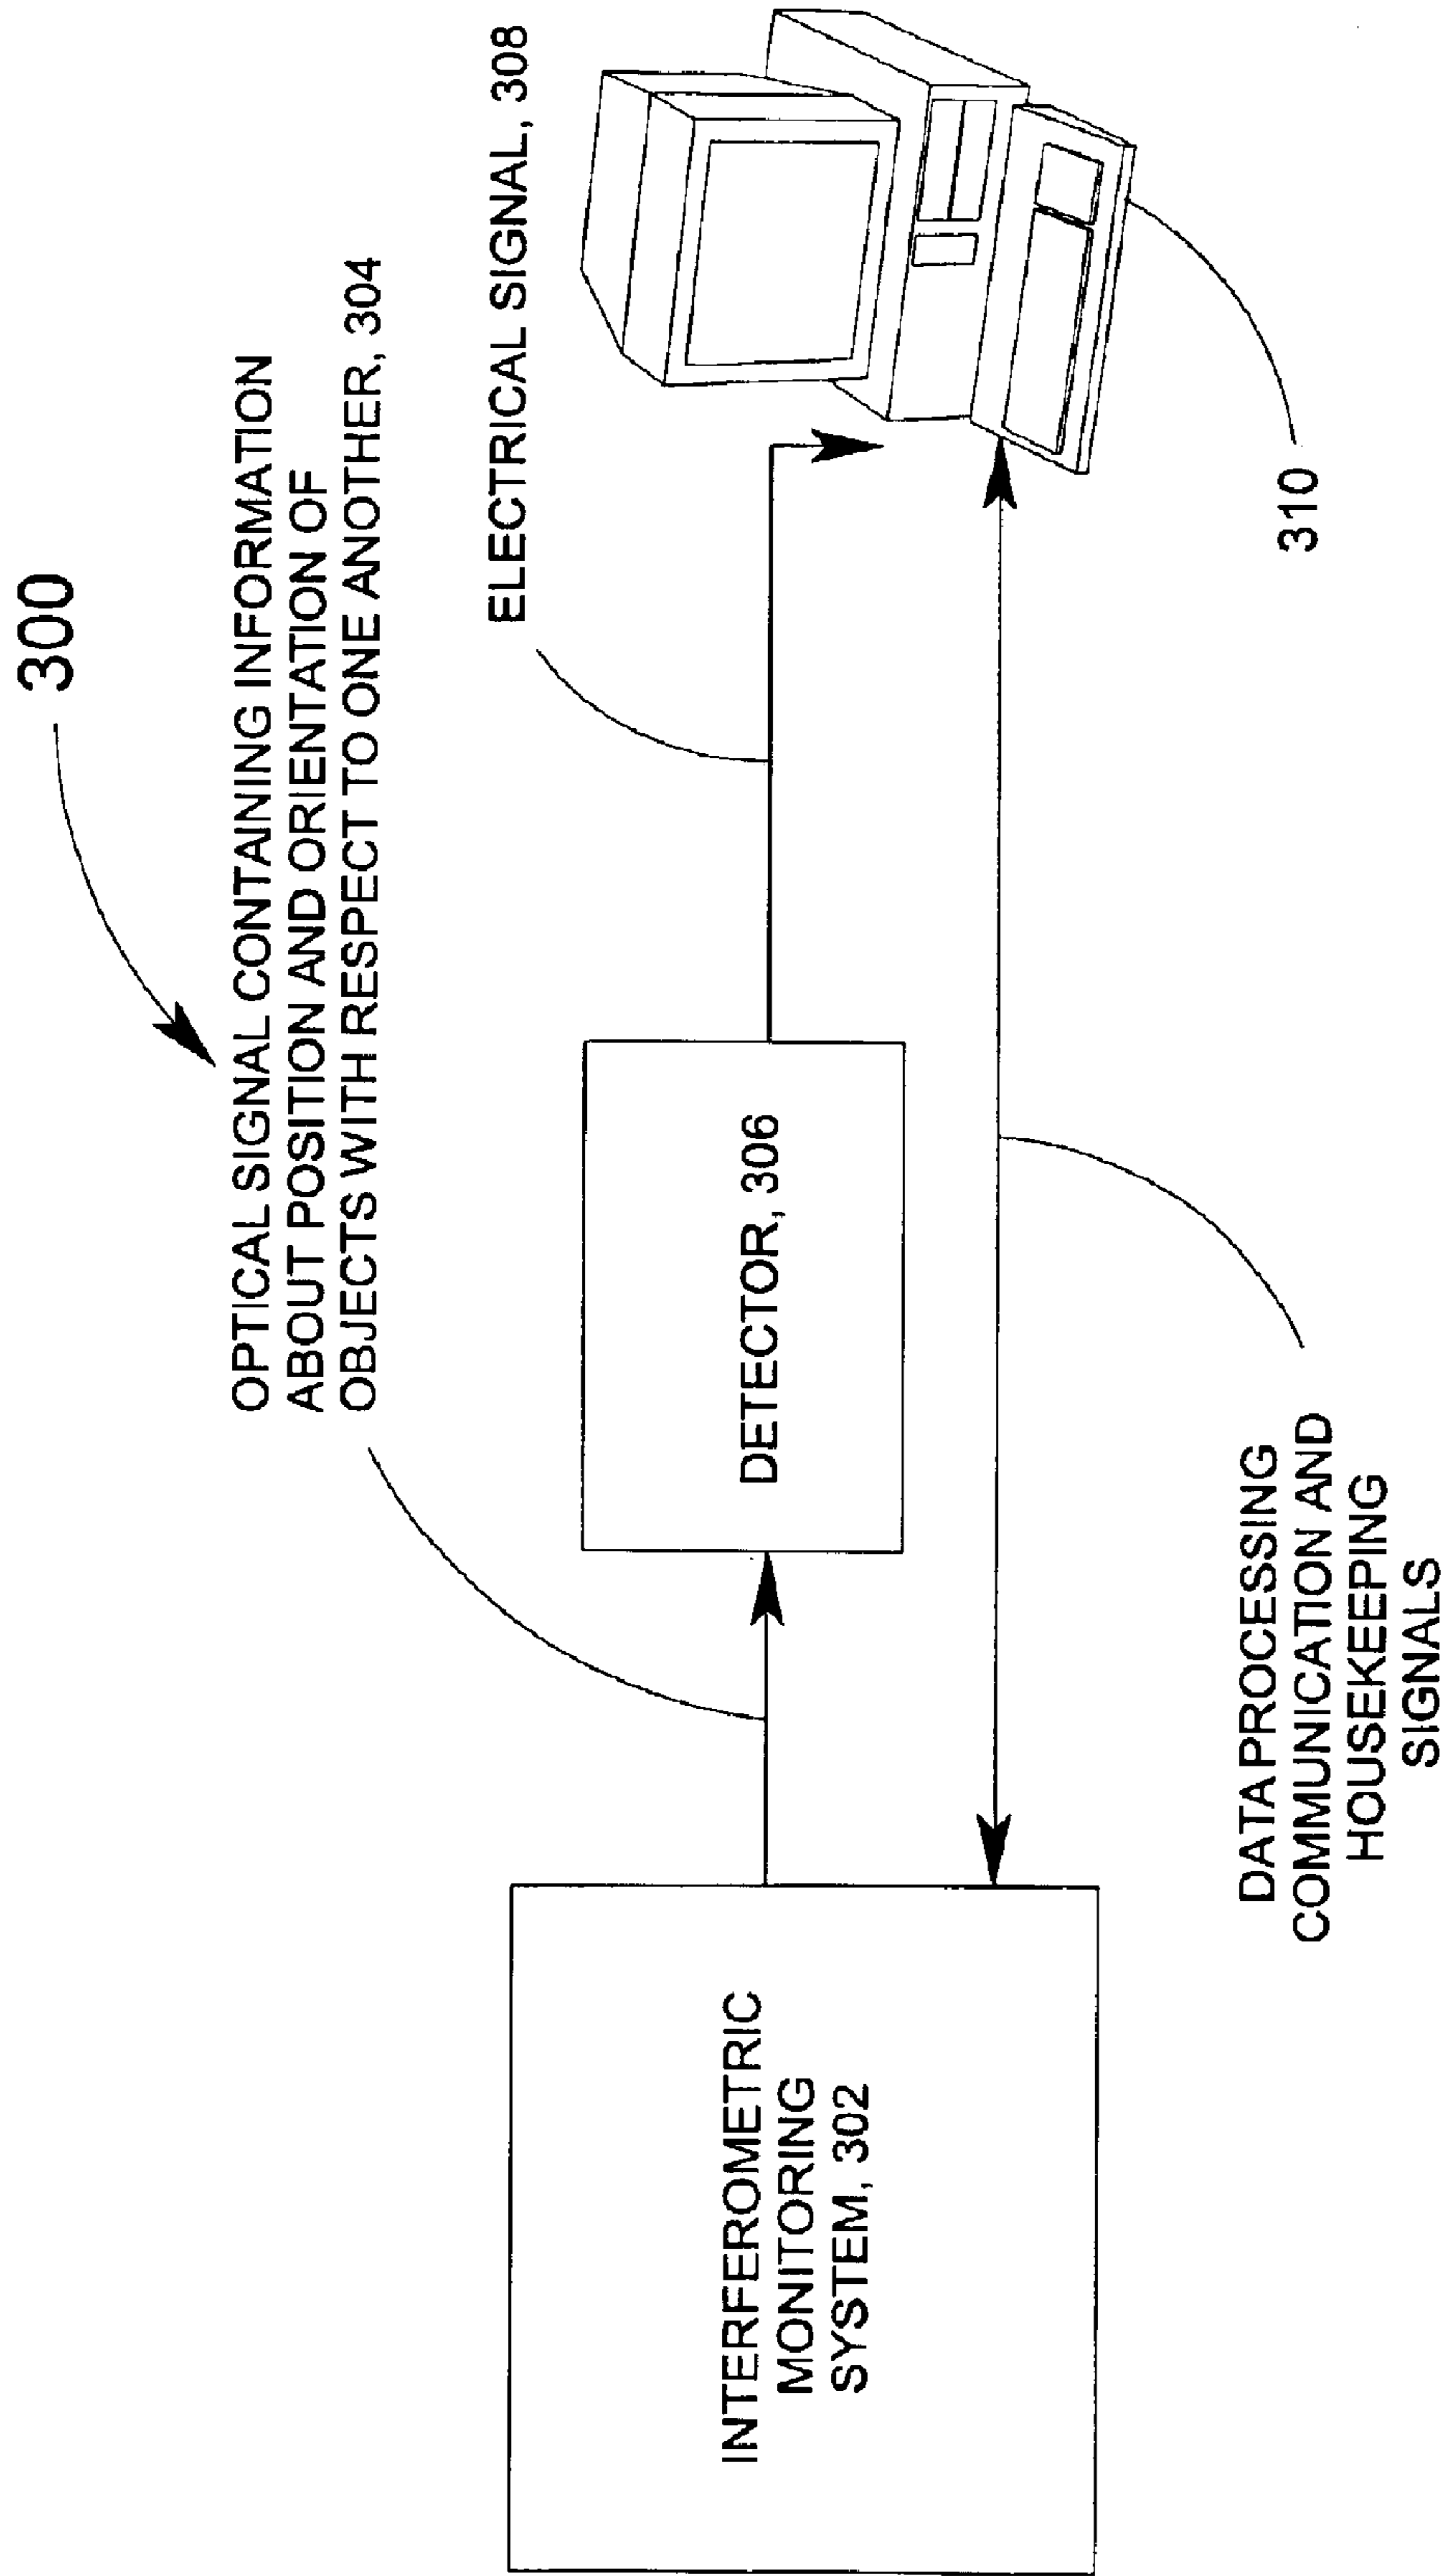 300
OPTICAL SIGNAL CONTAINING INFORMATION
ABOUT POSITION AND ORIENTATION OF
OBJECTS WITH RESPECT TO ONE ANOTHER, 304
ELECTRICAL SIGNAL, 308
DETECTOR, 306
INTERFEROMETRIC
MONITORING
SYSTEM, 302
310
DATA PROCESSING
COMMUNICATION AND
HOUSEKEEPING
SIGNALS